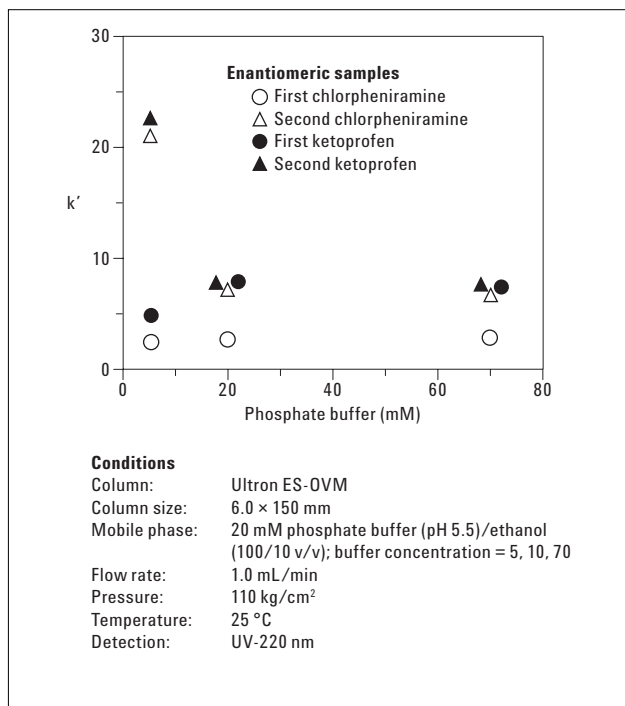 30
20
10
0
k′
Enantiomeric samples
First chlorpheniramine
Second chlorpheniramine
First ketoprofen
Second ketoprofen
0 20 40 60 80
Phosphate buffer (mM)
Conditions
Column: Ultron ES-OVM
Column size: 6.0 × 150 mm
Mobile phase: 20 mM phosphate buffer (pH 5.5)/ethanol
(100/10 v/v); buffer concentration = 5, 10, 70
Flow rate: 1.0 mL/min
Pressure: 110 kg/cm²
Temperature: 25 °C
Detection: UV-220 nm